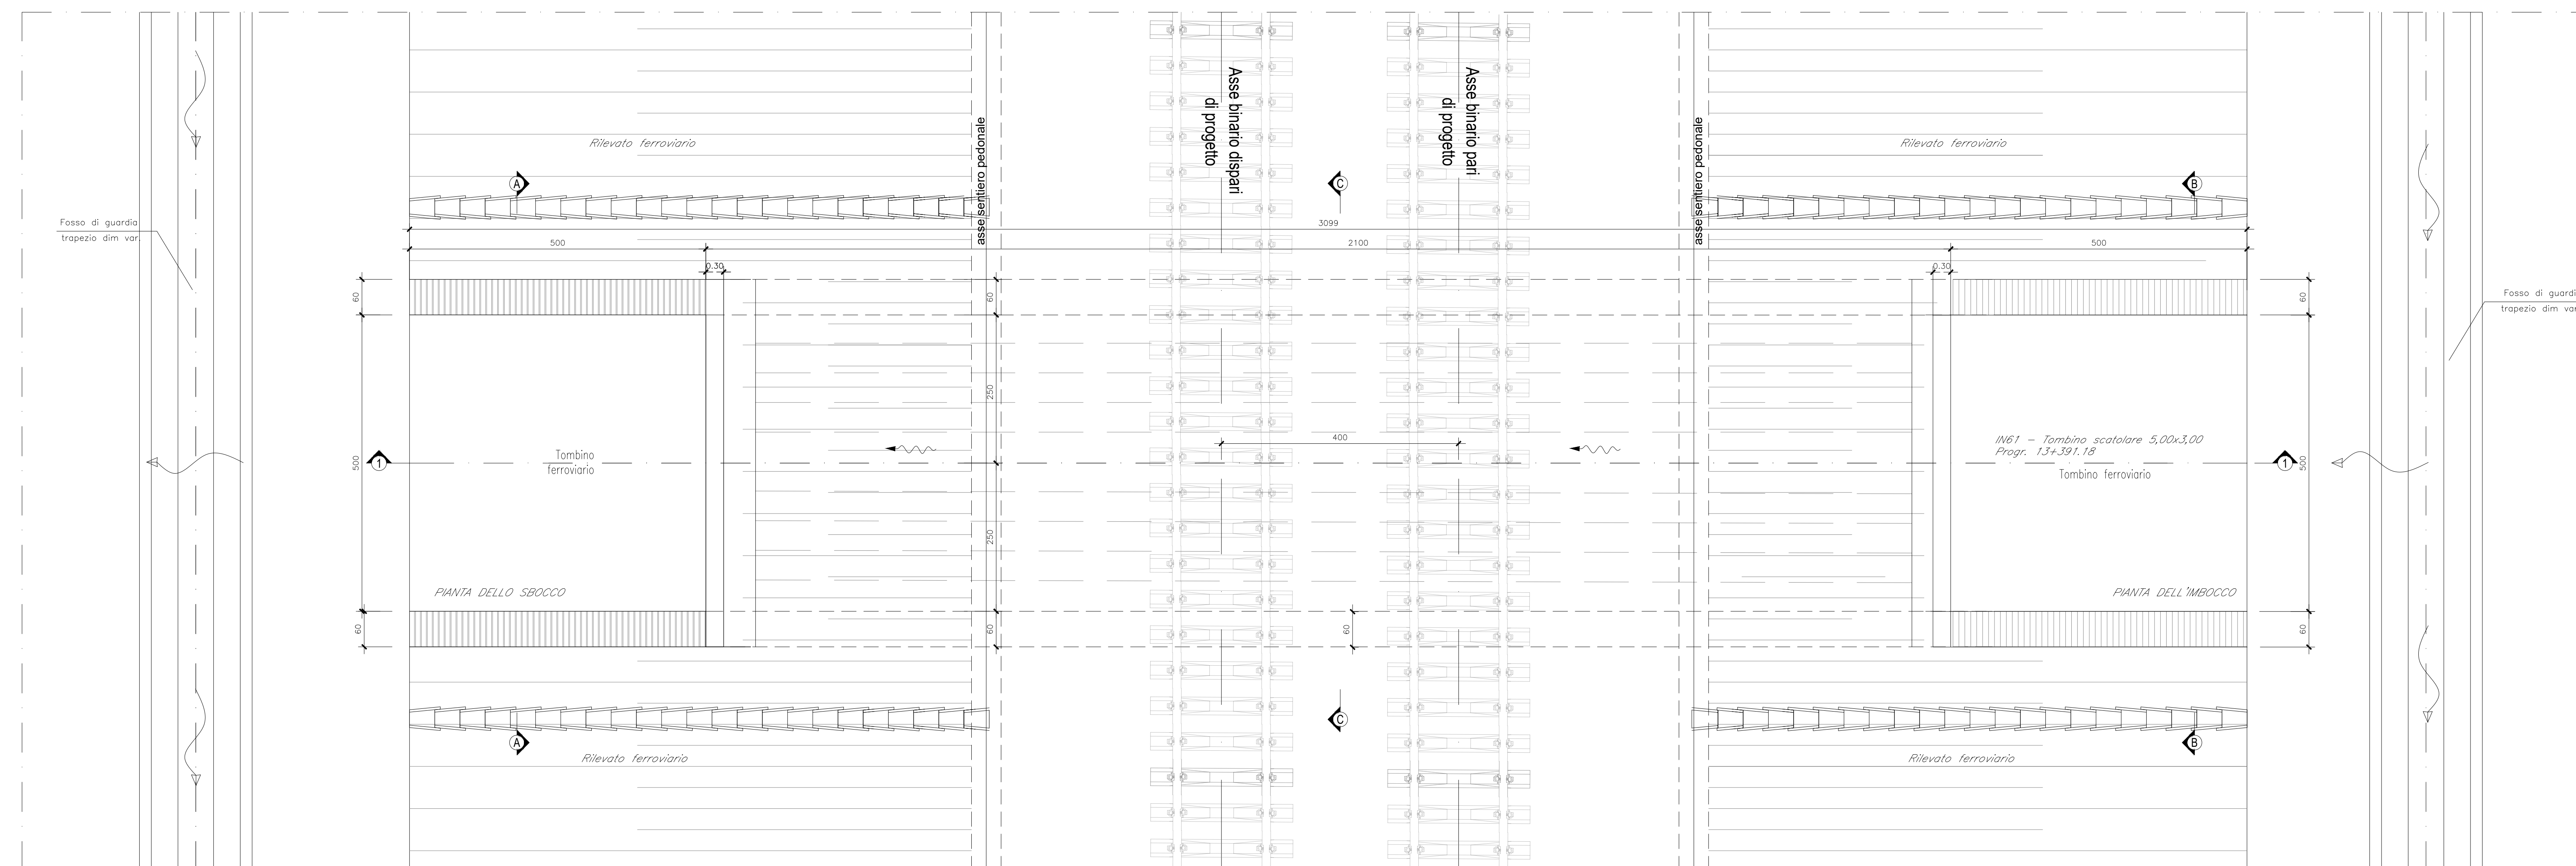 Asse binario dispari
di progetto
Asse binario pari
di progetto
asse sentiero pedonale
asse sentiero pedonale
Rilevato ferroviario
Rilevato ferroviario
A
C
B
Fosso di guardia
trapezio dim var.
3099
500
2100
500
0.30
0.30
60
60
60
Fosso di guardi
trapezio dim var
250
400
500
1
Tombino
ferroviario
IN61 - Tombino scatolare 5,00x3,00
Progr. 13+391.18
Tombino ferroviario
1
500
250
PIANTA DELLO SBOCCO
PIANTA DELL'IMBOCCO
60
60
60
60
A
C
B
Rilevato ferroviario
Rilevato ferroviario